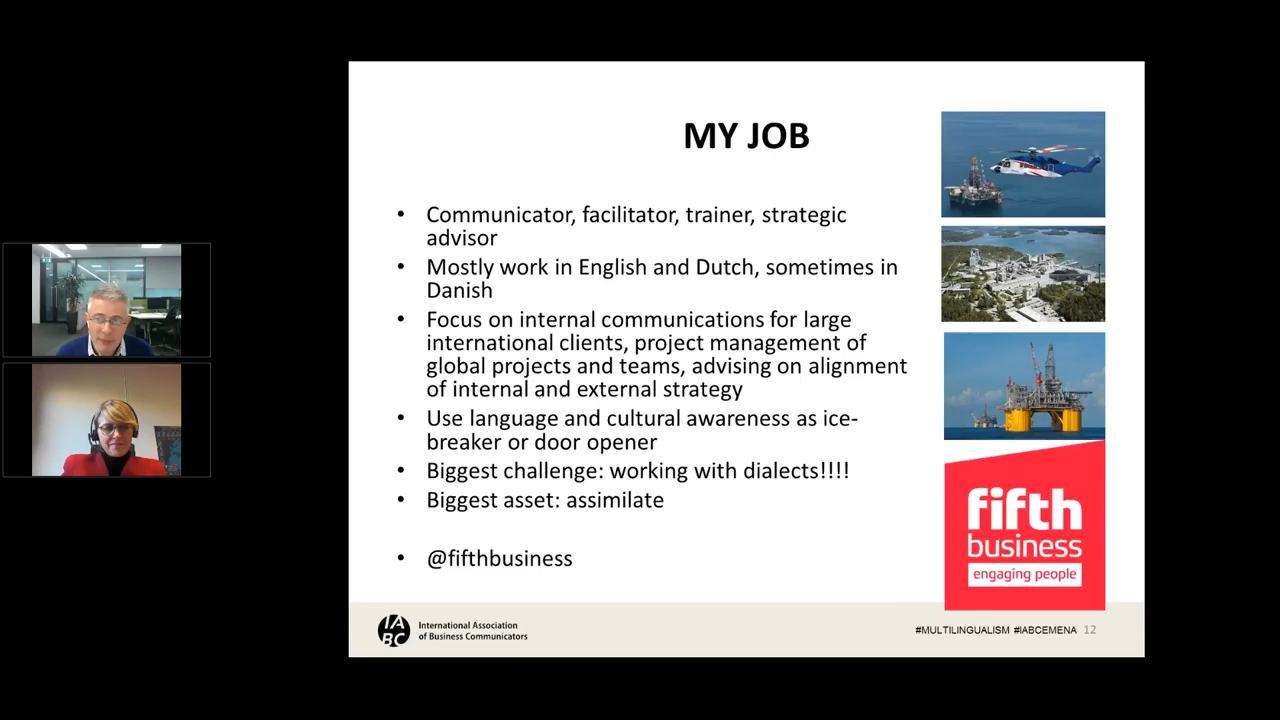 MY JOB
• Communicator, facilitator, trainer, strategic
advisor
• Mostly work in English and Dutch, sometimes in
Danish
• Focus on internal communications for large
international clients, project management of
global projects and teams, advising on alignment
of internal and external strategy
• Use language and cultural awareness as ice-
breaker or door opener
• Biggest challenge: working with dialects!!!!
• Biggest asset: assimilate
• @fifthbusiness
fifth
business
engaging people
IA
BC
International Association
of Business Communicators
#MULTILINGUALISM #IABCEMENA 12